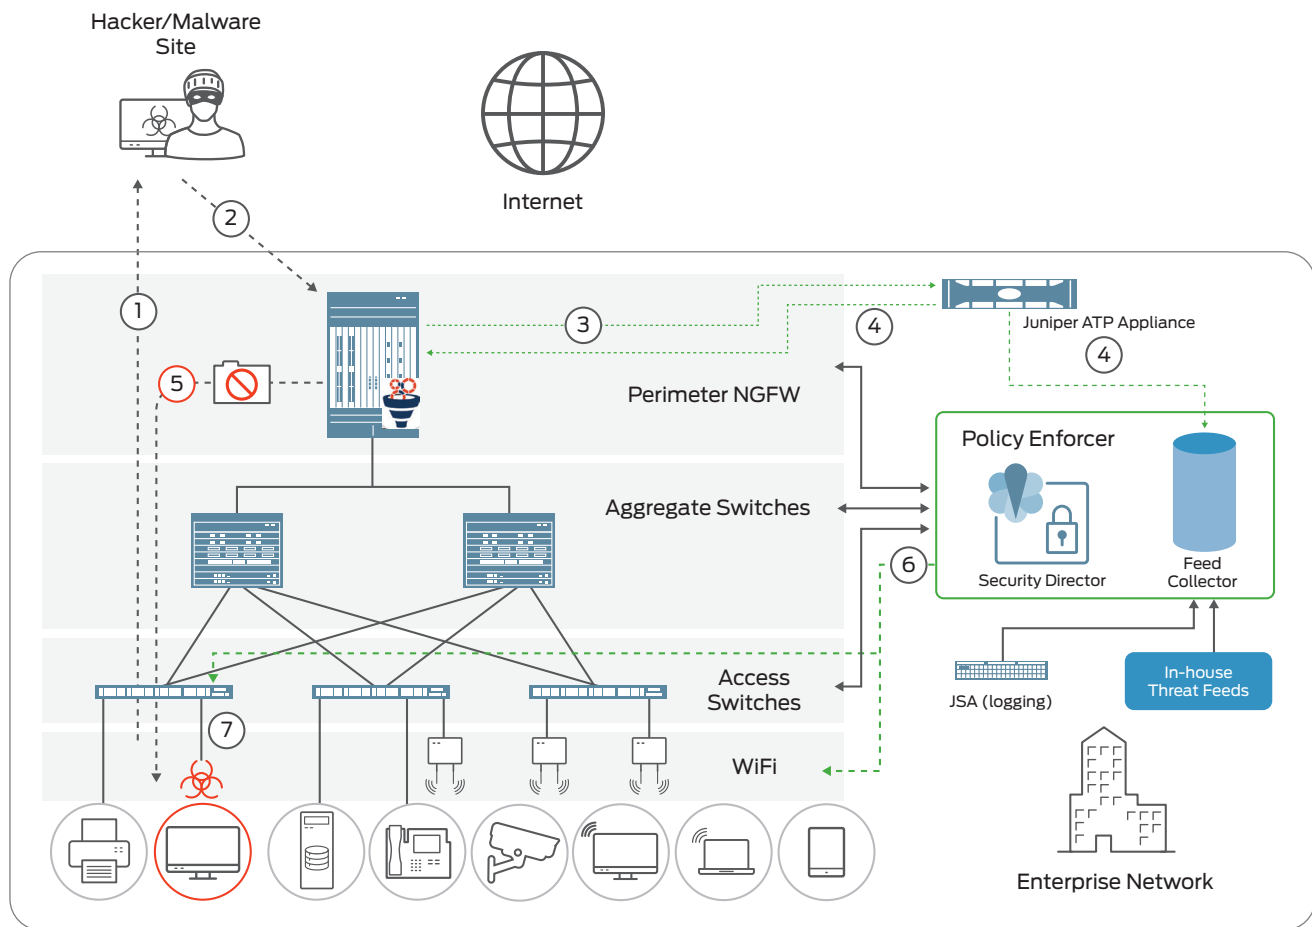 Hacker/Malware
Site
Internet
2
1
3
4
Juniper ATP Appliance
4
5
Perimeter NGFW
Policy Enforcer
Aggregate Switches
6
Security Director
Feed
Collector
Access
Switches
JSA (logging)
In-house
Threat Feeds
7
WiFi
Enterprise Network